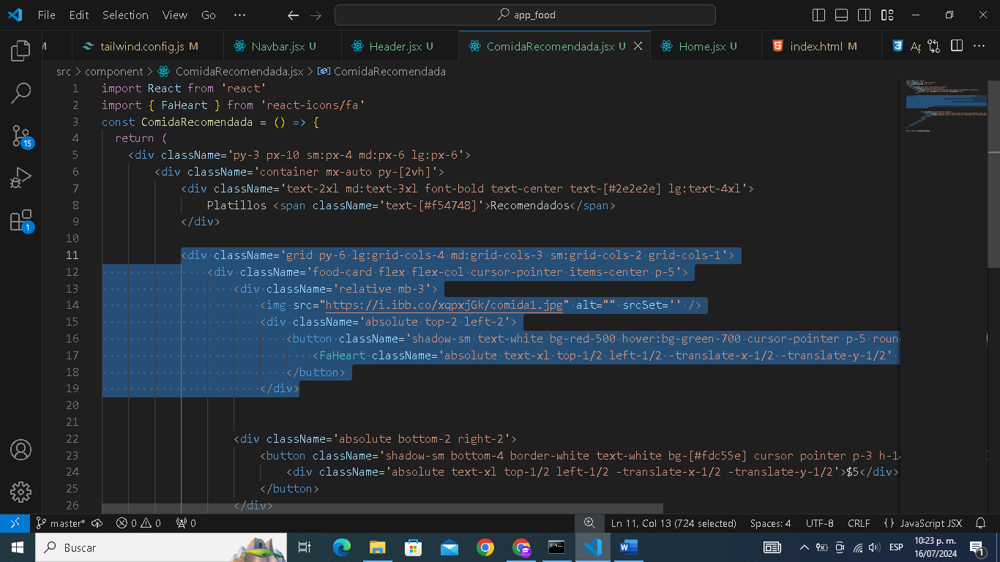 File Edit Selection View Go ··· app_food
M tailwind.config.js M Navbar.jsx U Header.jsx U ComidaRecomendada.jsx U Home.jsx U index.html M Ap
src > component > ComidaRecomendada.jsx > ComidaRecomendada
1 import React from 'react'
2 import { FaHeart } from 'react-icons/fa'
3 const ComidaRecomendada = () => {
4 return (
5 <div className='py-3 px-10 sm:px-4 md:px-6 lg:px-6'>
6 <div className='container mx-auto py-[2vh]'>
7 <div className='text-2xl md:text-3xl font-bold text-center text-[#2e2e2e] lg:text-4xl'>
8 Platillos <span className='text-[#f54748]'>Recomendados</span>
9 </div>
10
11 <div className='grid py-6 lg:grid-cols-4 md:grid-cols-3 sm:grid-cols-2 grid-cols-1'>
12 <div className='food-card flex flex-col cursor-pointer items-center p-5'>
13 <div className='relative mb-3'>
14 <img src="https://i.ibb.co/xqpxjGk/comida1.jpg" alt="" srcSet='' />
15 <div className='absolute top-2 left-2'>
16 <button className='shadow-sm text-white bg-red-500 hover:bg-green-700 cursor-pointer p-5 roun
17 <FaHeart className='absolute text-xl top-1/2 left-1/2 -translate-x-1/2 -translate-y-1/2'
18 </button>
19 </div>
20
21
22 <div className='absolute bottom-2 right-2'>
23 <button className='shadow-sm bottom-4 border-white text-white bg-[#fdc55e] cursor pointer p-3 h-14
24 <div className='absolute text-xl top-1/2 left-1/2 -translate-x-1/2 -translate-y-1/2'>$5</div>
25 </button>
26 </div>
15
1
master* 0 0 0 Ln 11, Col 13 (724 selected) Spaces: 4 UTF-8 CRLF {} JavaScript JSX
Buscar ESP 10:23 p. m.
16/07/2024 1